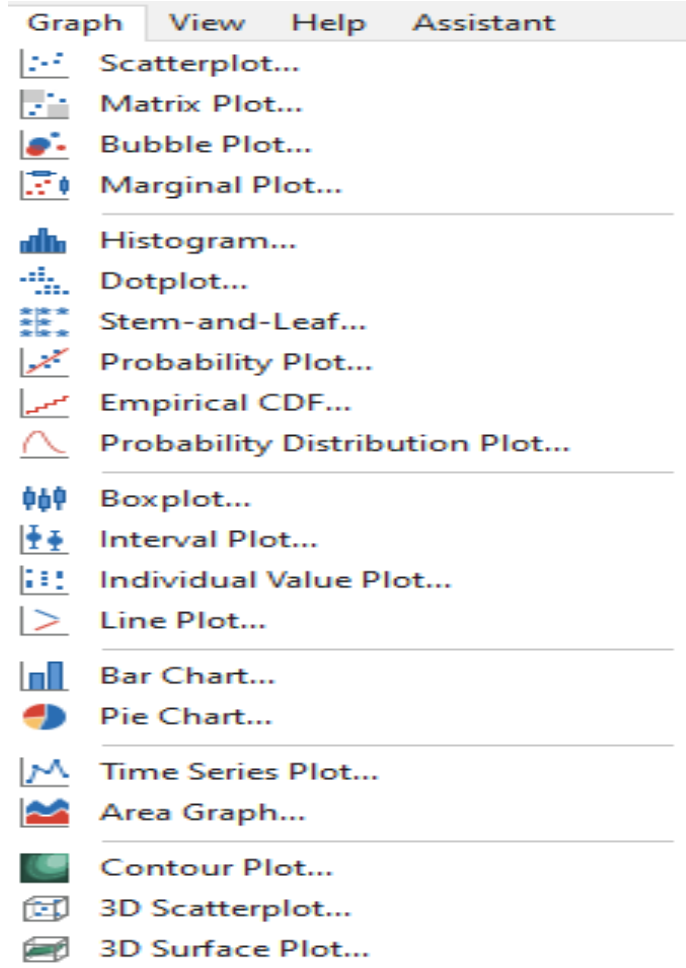 Graph View Help Assistant
Scatterplot...
Matrix Plot...
Bubble Plot...
Marginal Plot...
Histogram...
Dotplot...
Stem-and-Leaf...
Probability Plot...
Empirical CDF...
Probability Distribution Plot...
Boxplot...
Interval Plot...
Individual Value Plot...
Line Plot...
Bar Chart...
Pie Chart...
Time Series Plot...
Area Graph...
Contour Plot...
3D Scatterplot...
3D Surface Plot...